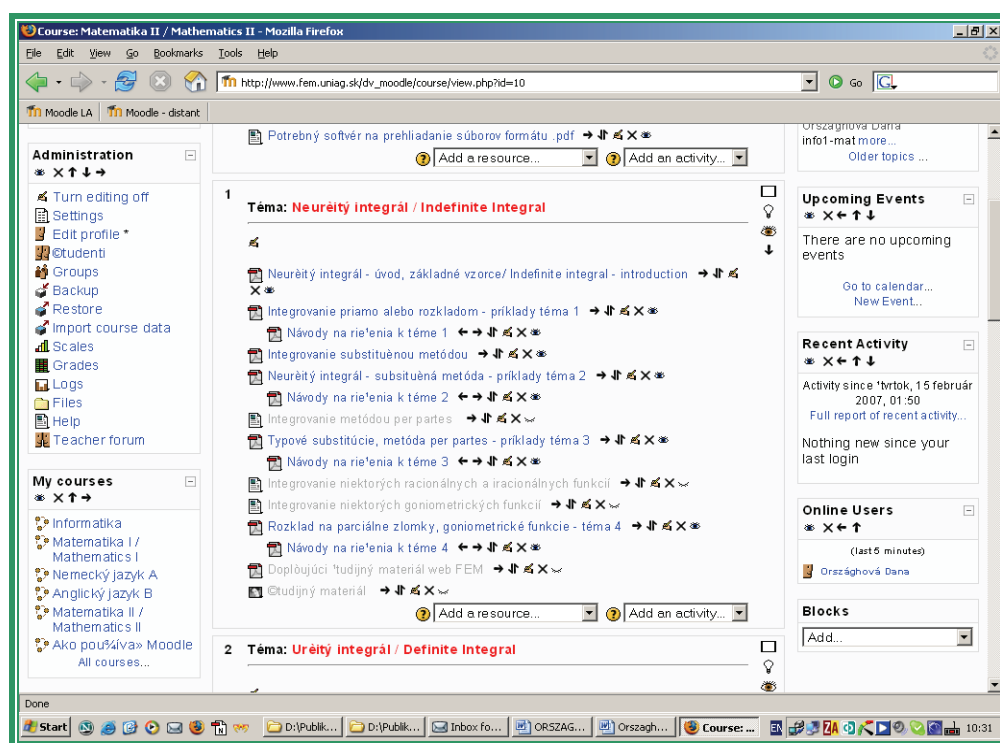 Course: Matematika II / Mathematics II - Mozilla Firefox
File Edit View Go Bookmarks Tools Help
http://www.fem.uniag.sk/dv_moodle/course/view.php?id=10
Go
G
Moodle LA Moodle - distant
Administration
Turn editing off
Settings
Edit profile *
©tudenti
Groups
Backup
Restore
Import course data
Scales
Grades
Logs
Files
Help
Teacher forum
My courses
Informatika
Matematika I /
Mathematics I
Nemecký jazyk A
Anglický jazyk B
Matematika II /
Mathematics II
Ako pou¾íva» Moodle
All courses...
Potrebný softvér na prehliadanie súborov formátu .pdf
Add a resource... Add an activity...
1
Téma: Neurèitý integrál / Indefinite Integral
Neurèitý integrál - úvod, základné vzorce/ Indefinite integral - introduction
Integrovanie priamo alebo rozkladom - príklady téma 1
Návody na rie¹enia k téme 1
Integrovanie substituènou metódou
Neurèitý integrál - subsituèná metóda - príklady téma 2
Návody na rie¹enia k téme 2
Integrovanie metódou per partes
Typové substitúcie, metóda per partes - príklady téma 3
Návody na rie¹enia k téme 3
Integrovanie niektorých racionálnych a iracionálnych funkcií
Integrovanie niektorých goniometrických funkcií
Rozklad na parciálne zlomky, goniometrické funkcie - téma 4
Návody na rie¹enia k téme 4
Doplòujúci ¹tudijný materiál web FEM
©tudijný materiál
Add a resource... Add an activity...
2 Téma: Urèitý integrál / Definite Integral
Országhová Dana
info1-mat more...
Older topics ...
Upcoming Events
There are no upcoming
events
Go to calendar...
New Event...
Recent Activity
Activity since ¹tvrtok, 15 február
2007, 01:50
Full report of recent activity...
Nothing new since your
last login
Online Users
(last 5 minutes)
Országhová Dana
Blocks
Add...
Done
Start D:\Publik... D:\Publik... Inbox fo... ORSZAG... Orszagh... Course: ... EN 10:31